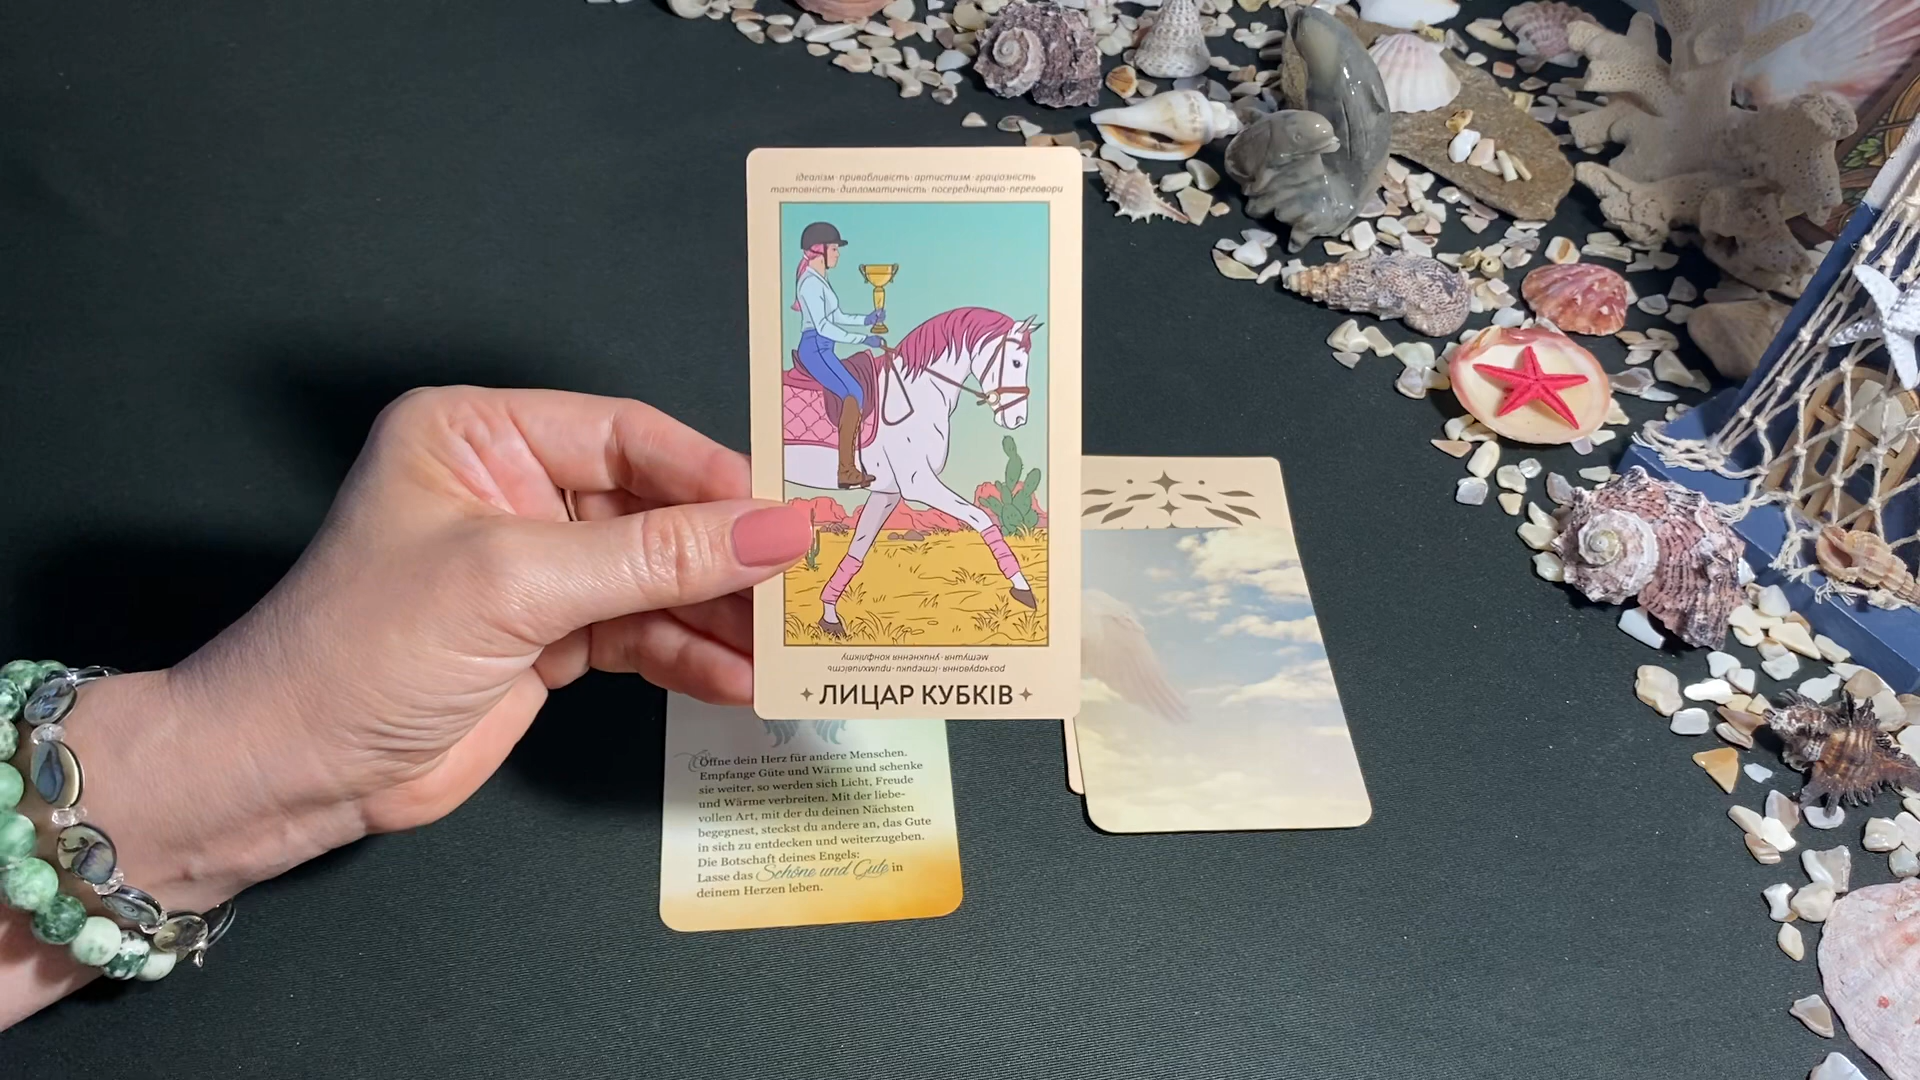 ідеалізм·привабливість·артистизм·граціозність
тактовність·дипломатичність·посередництво·переговори
розчарування·істерики·примхливість
метушня·уникнення конфлікту
ЛИЦАР КУБКІВ
Öffne dein Herz für andere Menschen.
Empfange Güte und Wärme und schenke
sie weiter, so werden sich Licht, Freude
und Wärme verbreiten. Mit der liebe-
vollen Art, mit der du deinen Nächsten
begegnest, steckst du andere an, das Gute
in sich zu entdecken und weiterzugeben.
Die Botschaft deines Engels:
Lasse das Schöne und Gute in
deinem Herzen leben.